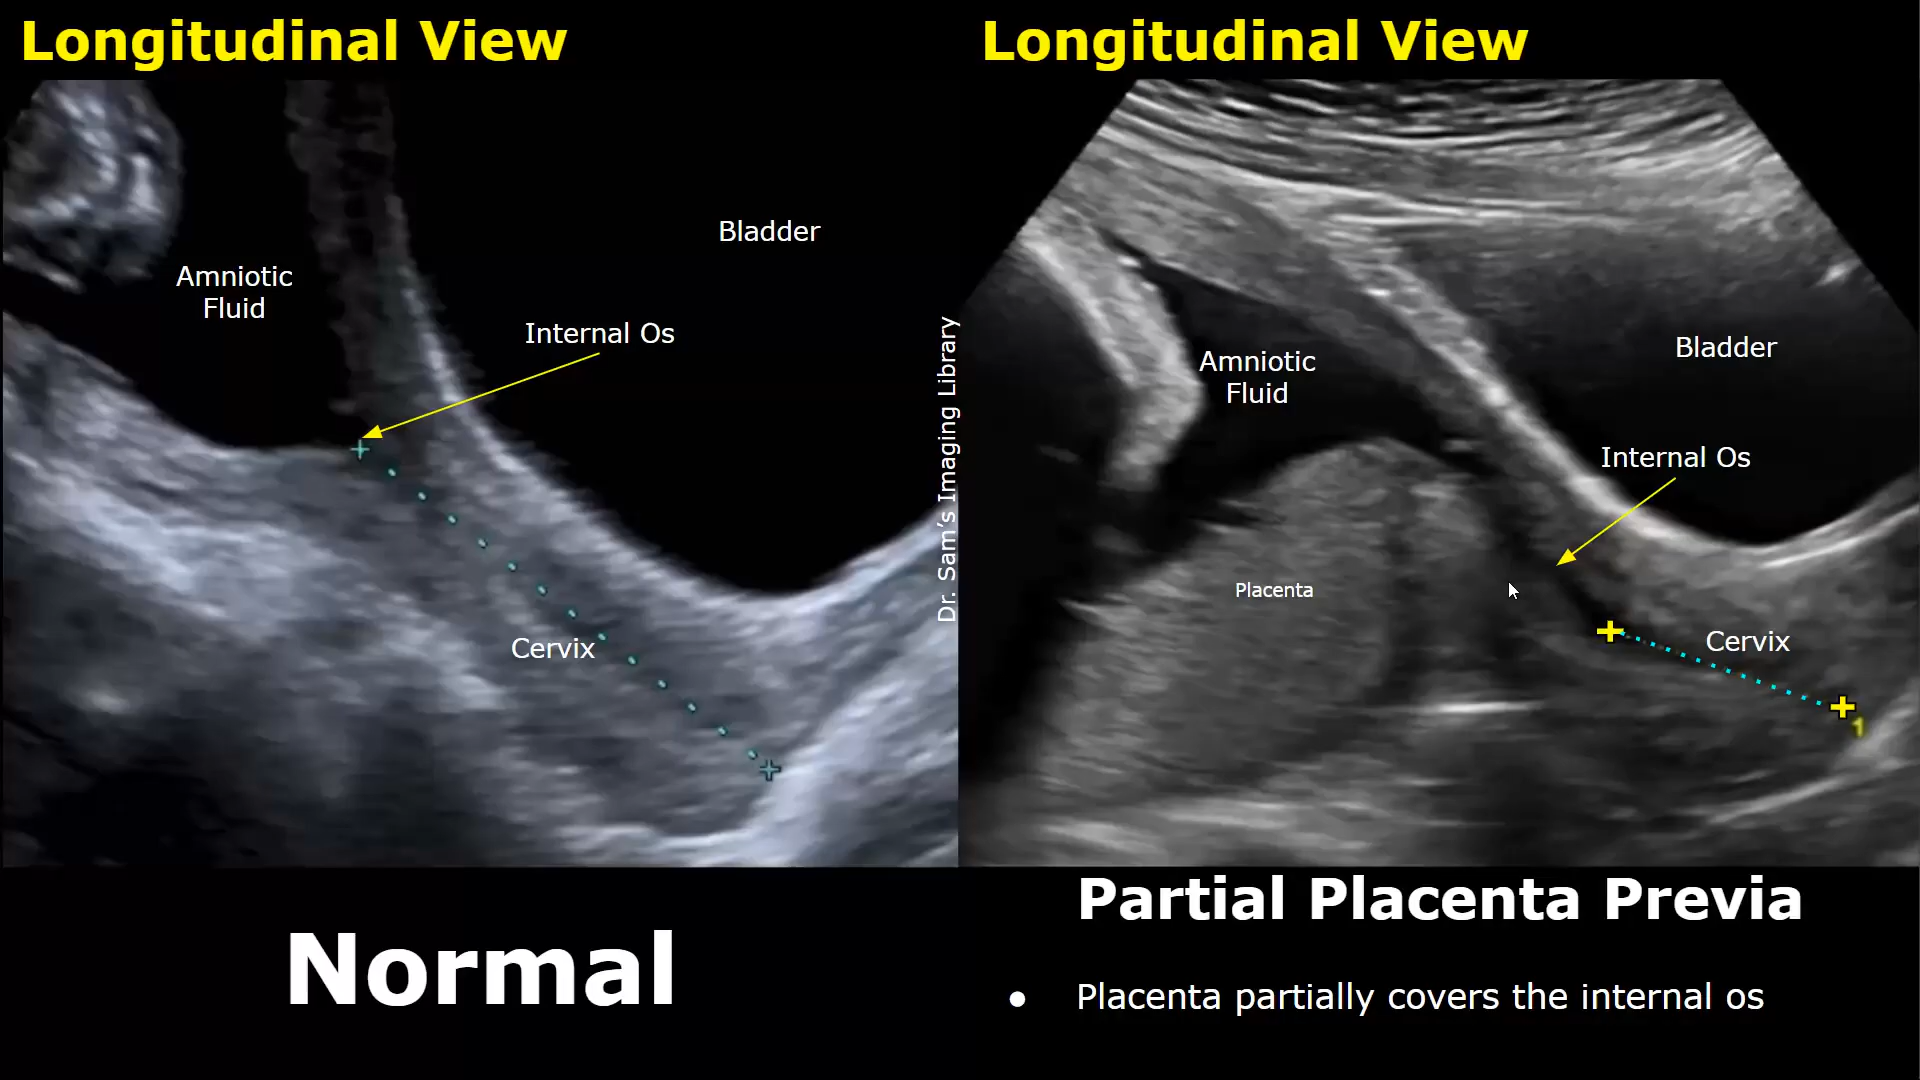 Longitudinal View
Longitudinal View
Bladder
Amniotic
Fluid
Internal Os
Cervix
Dr. Sam's Imaging Library
Amniotic
Fluid
Bladder
Internal Os
Placenta
Cervix
1
Normal
Partial Placenta Previa
• Placenta partially covers the internal os